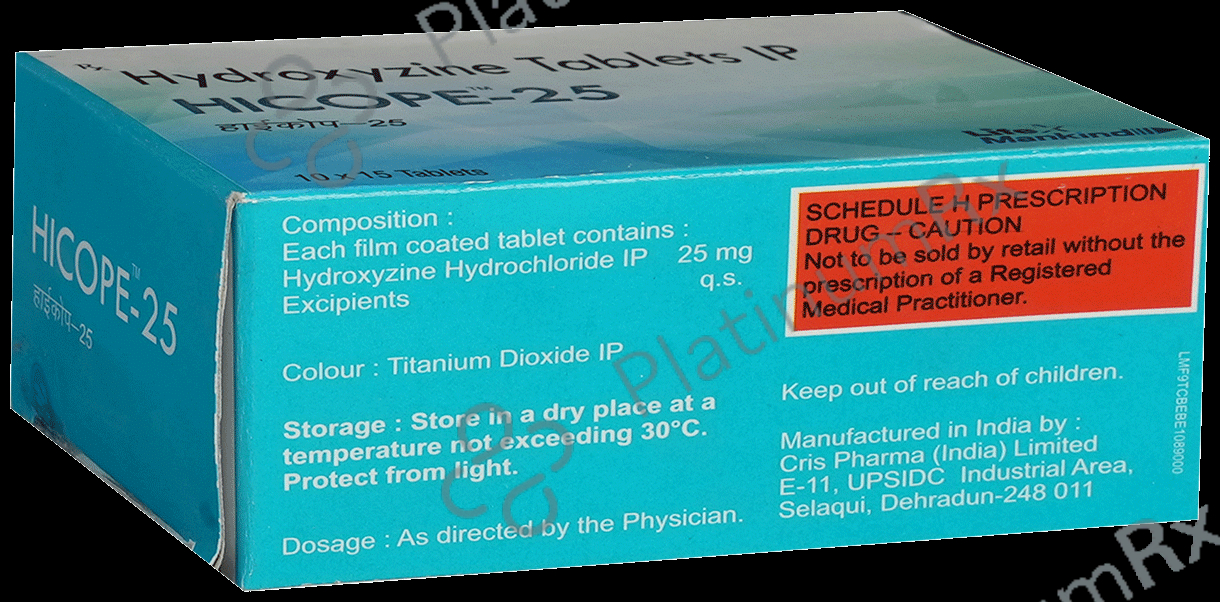 Rx Hydroxyzine Tablets IP
HICOPE™-25
हाईकोप-25
10 x 15 Tablets
Mankind
HICOPE™-25
हाईकोप-25
Composition :
Each film coated tablet contains :
Hydroxyzine Hydrochloride IP 25 mg
Excipients q.s.
Colour : Titanium Dioxide IP
Storage : Store in a dry place at a
temperature not exceeding 30°C.
Protect from light.
Dosage : As directed by the Physician.
SCHEDULE H PRESCRIPTION
DRUG – CAUTION
Not to be sold by retail without the
prescription of a Registered
Medical Practitioner.
Keep out of reach of children.
Manufactured in India by :
Cris Pharma (India) Limited
E-11, UPSIDC Industrial Area,
Selaqui, Dehradun-248 011
LMF9TCBEBE1089000
Platinum
PlatinumRx
umRx